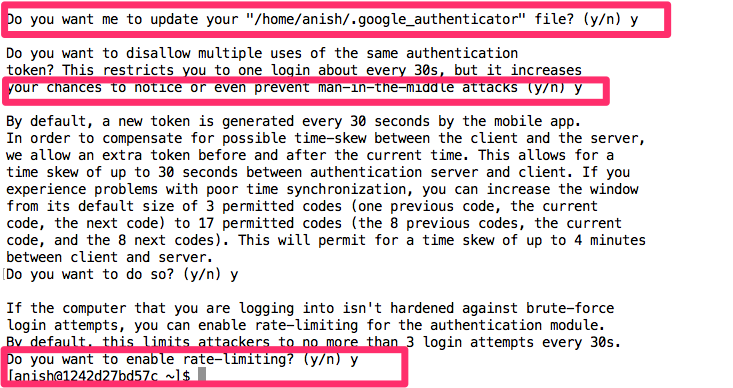 Do you want me to update your "/home/anish/.google_authenticator" file? (y/n) y
Do you want to disallow multiple uses of the same authentication
token? This restricts you to one login about every 30s, but it increases
your chances to notice or even prevent man-in-the-middle attacks (y/n) y
By default, a new token is generated every 30 seconds by the mobile app.
In order to compensate for possible time-skew between the client and the server,
we allow an extra token before and after the current time. This allows for a
time skew of up to 30 seconds between authentication server and client. If you
experience problems with poor time synchronization, you can increase the window
from its default size of 3 permitted codes (one previous code, the current
code, the next code) to 17 permitted codes (the 8 previous codes, the current
code, and the 8 next codes). This will permit for a time skew of up to 4 minutes
between client and server.
Do you want to do so? (y/n) y
If the computer that you are logging into isn't hardened against brute-force
login attempts, you can enable rate-limiting for the authentication module.
By default, this limits attackers to no more than 3 login attempts every 30s.
Do you want to enable rate-limiting? (y/n) y
[anish@1242d27bd57c ~]$